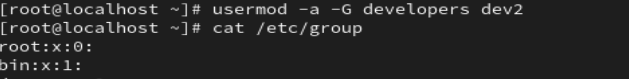 [root@localhost ~]# usermod -a -G developers dev2
[root@localhost ~]# cat /etc/group
root:x:0:
bin:x:1: